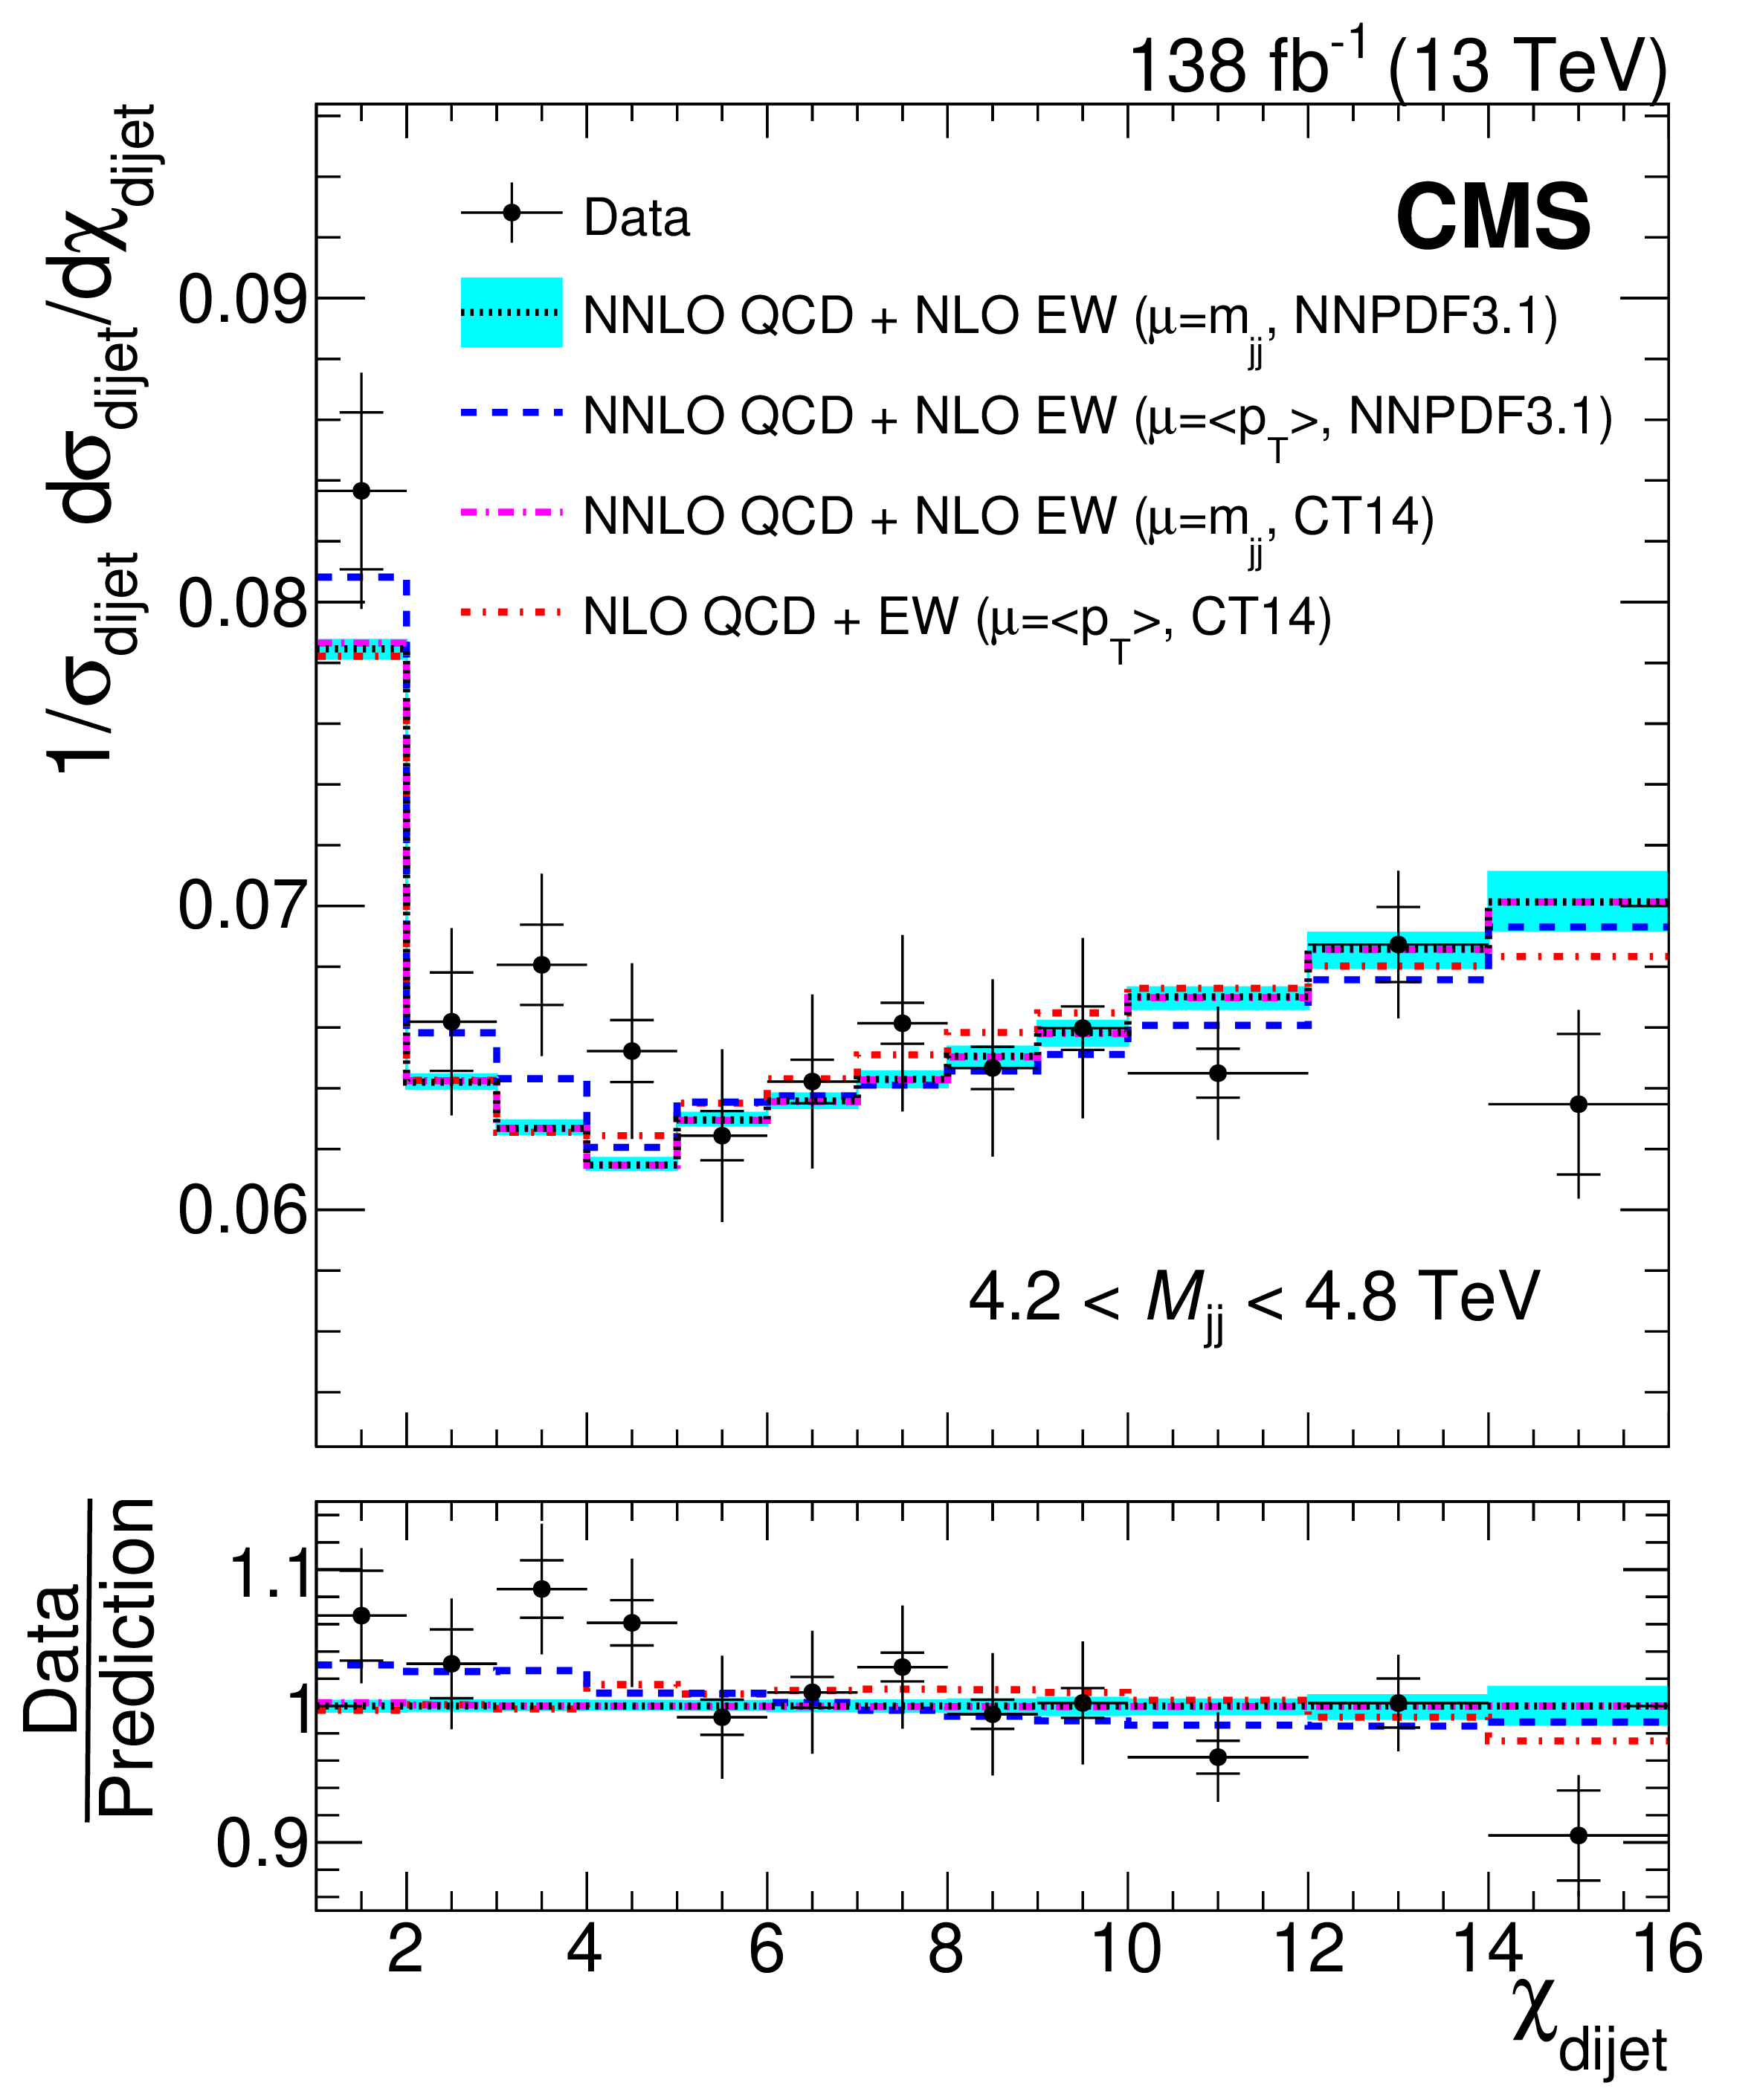 138 fb-1 (13 TeV)
CMS
Data
NNLO QCD + NLO EW (μ=mjj, NNPDF3.1)
NNLO QCD + NLO EW (μ=<pT>, NNPDF3.1)
NNLO QCD + NLO EW (μ=mjj, CT14)
NLO QCD + EW (μ=<pT>, CT14)
1/σdijet dσdijet/dχdijet
0.09
0.08
0.07
0.06
4.2 < Mjj < 4.8 TeV
Data
Prediction
1.1
1
0.9
2 4 6 8 10 12 14 16
χdijet